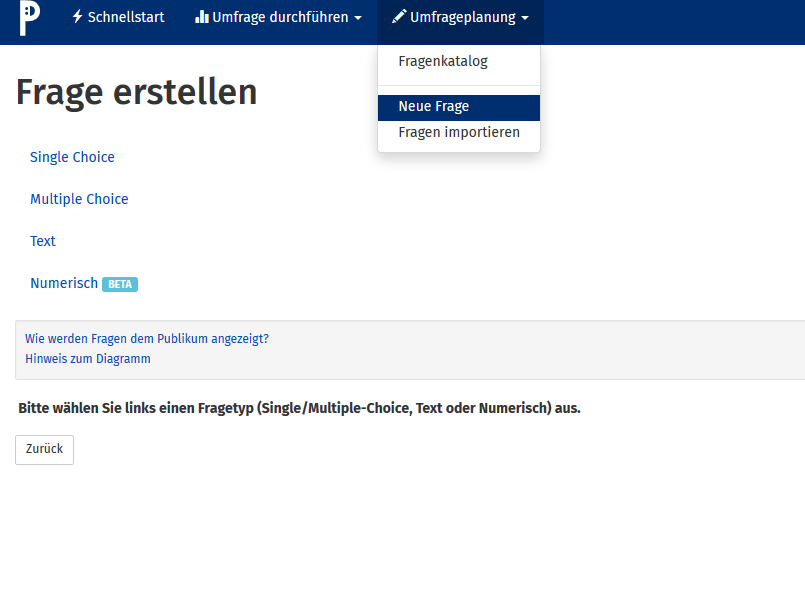 Schnellstart Umfrage durchführen Umfrageplanung
Fragenkatalog
Neue Frage
Fragen importieren
Frage erstellen
Single Choice
Multiple Choice
Text
Numerisch BETA
Wie werden Fragen dem Publikum angezeigt?
Hinweis zum Diagramm
Bitte wählen Sie links einen Fragetyp (Single/Multiple-Choice, Text oder Numerisch) aus.
Zurück